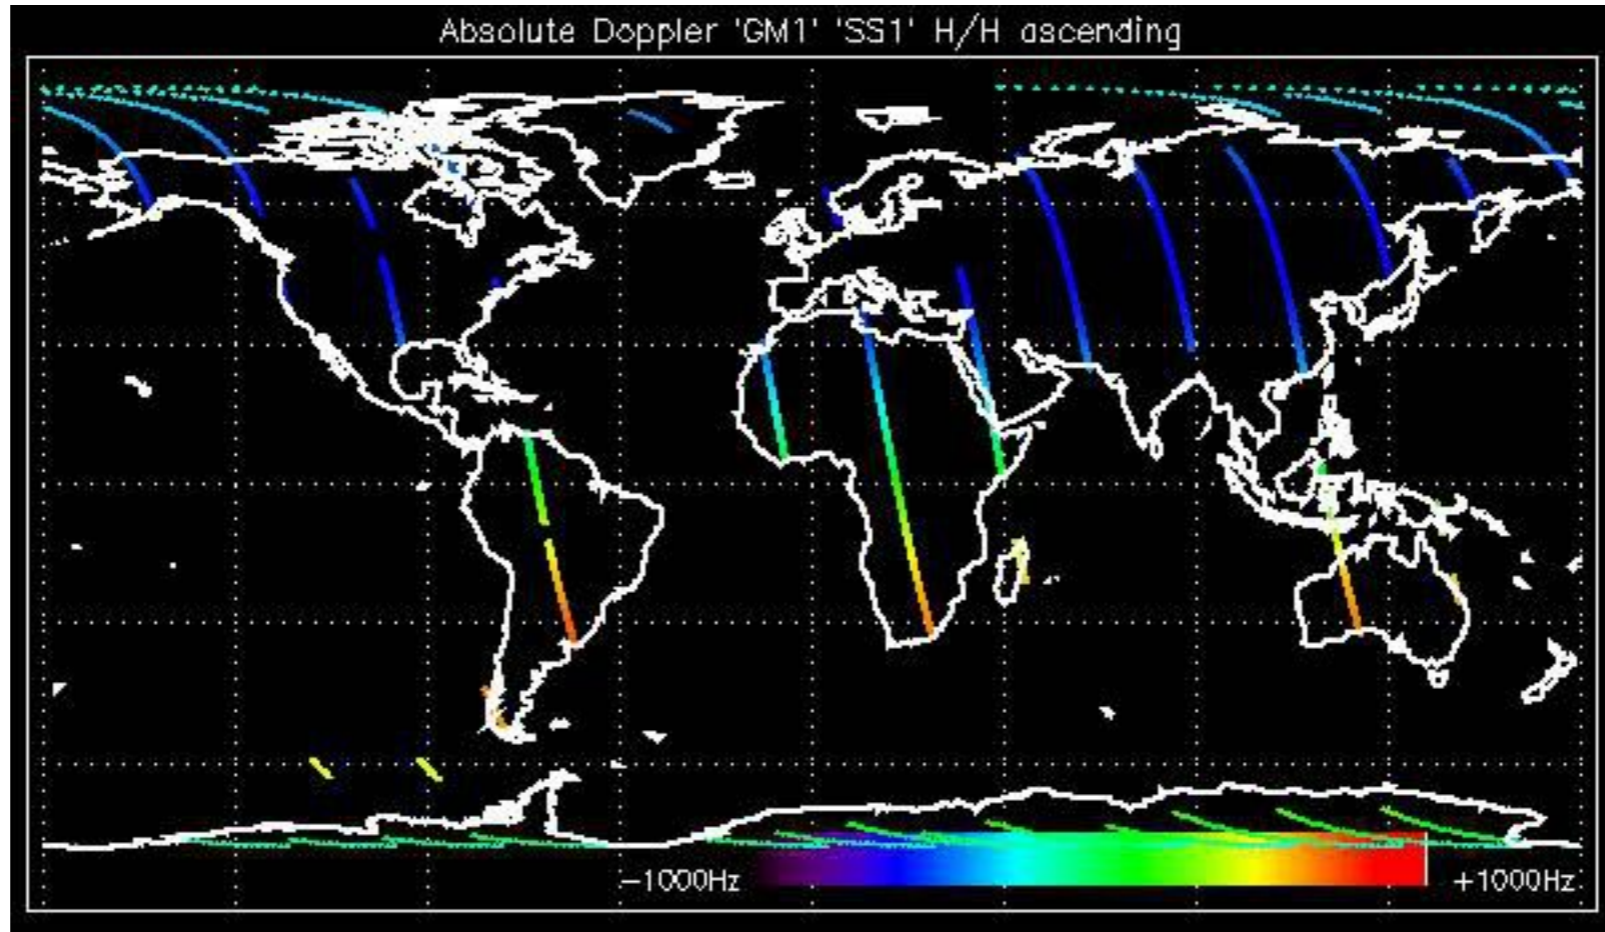 Absolute Doppler 'GM1' 'SS1' H/H ascending
−1000Hz
+1000Hz